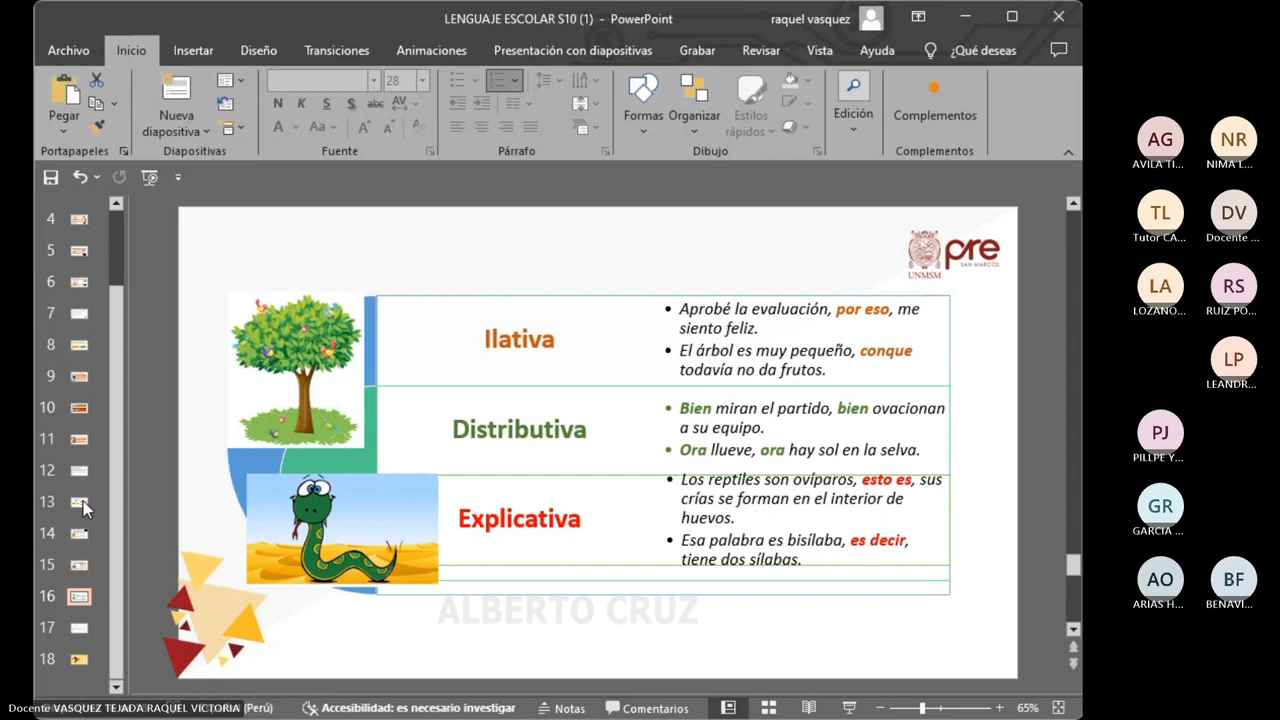 LENGUAJE ESCOLAR S10 (1) - PowerPoint
raquel vasquez
Archivo
Inicio
Insertar
Diseño
Transiciones
Animaciones
Presentación con diapositivas
Grabar
Revisar
Vista
Ayuda
¿Qué deseas
28
Pegar
Nueva
diapositiva
N K S S abc AV
A Aa A A
Formas
Organizar
Estilos
rápidos
Edición
Complementos
Portapapeles
Diapositivas
Fuente
Párrafo
Dibujo
Complementos
4
5
6
7
8
9
10
11
12
13
14
15
16
17
18
UNMSM
pre
SAN MARCOS
Ilativa
• Aprobé la evaluación, por eso, me
siento feliz.
• El árbol es muy pequeño, conque
todavía no da frutos.
Distributiva
• Bien miran el partido, bien ovacionan
a su equipo.
• Ora llueve, ora hay sol en la selva.
Explicativa
• Los reptiles son ovíparos, esto es, sus
crías se forman en el interior de
huevos.
• Esa palabra es bisílaba, es decir,
tiene dos sílabas.
ALBERTO CRUZ
Docente VASQUEZ TEJADA RAQUEL VICTORIA
(Perú)
Accesibilidad: es necesario investigar
Notas
Comentarios
65%
AG
AVILA TI...
NR
NIMA L...
TL
Tutor CA...
DV
Docente ...
LA
LOZANO...
RS
RUIZ PO...
LP
LEANDR...
PJ
PILLPE Y...
GR
GARCIA ...
AO
ARIAS H...
BF
BENAVI...